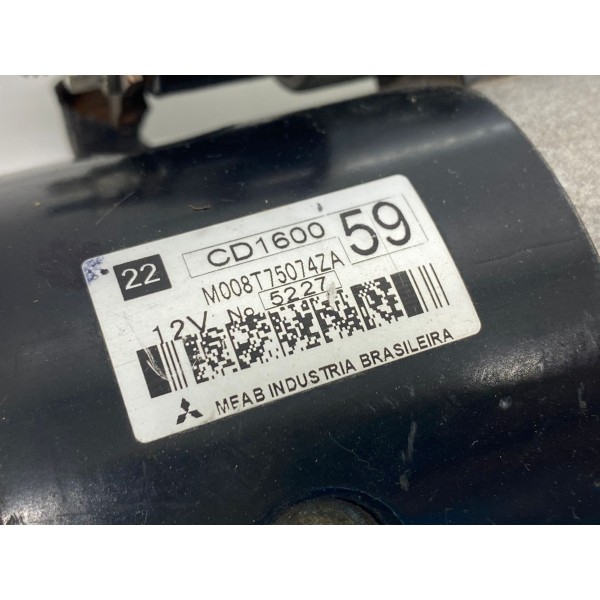 22 CD1600 59
M008T75074ZA
12V No 5227
MEAB INDUSTRIA BRASILEIRA